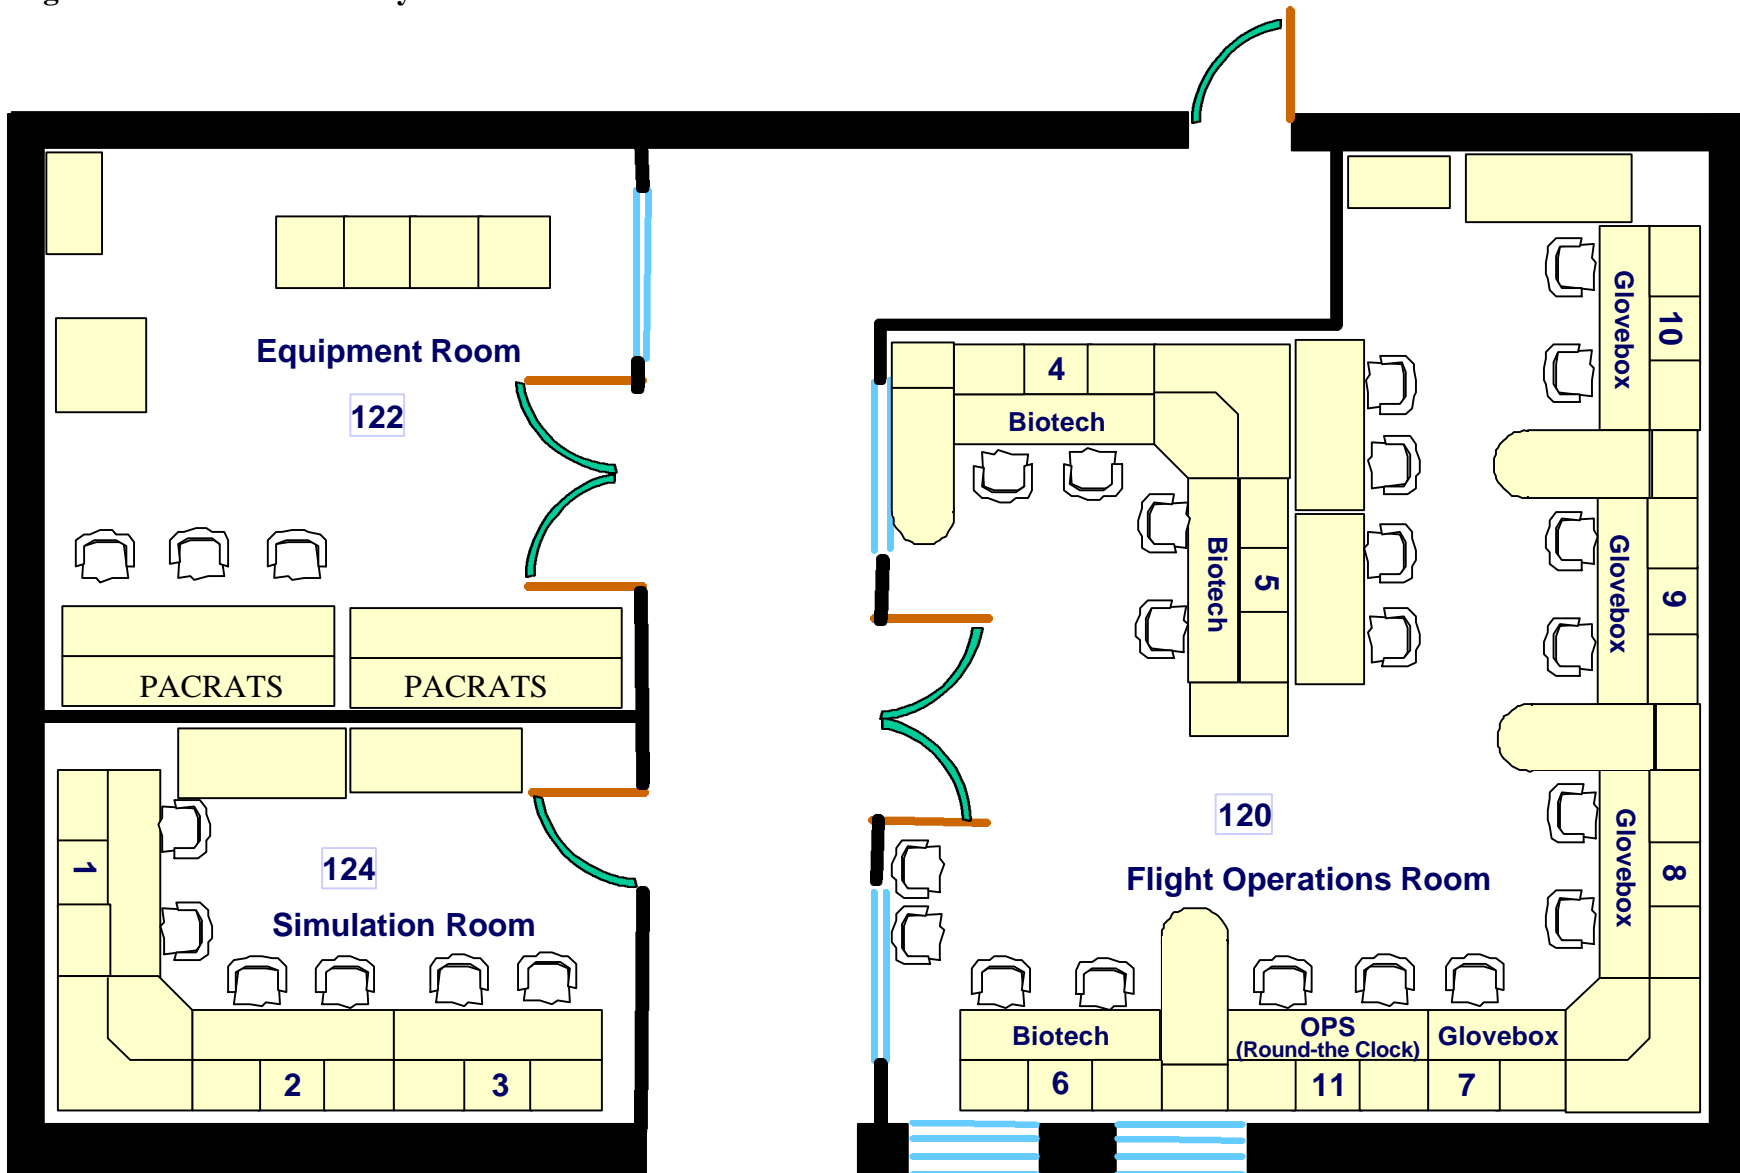 Equipment Room
122
PACRATS
PACRATS
124
Simulation Room
1
2
3
4
Biotech
Biotech
5
Glovebox
10
Glovebox
9
Glovebox
8
120
Flight Operations Room
Biotech
6
OPS
(Round-the Clock)
11
Glovebox
7